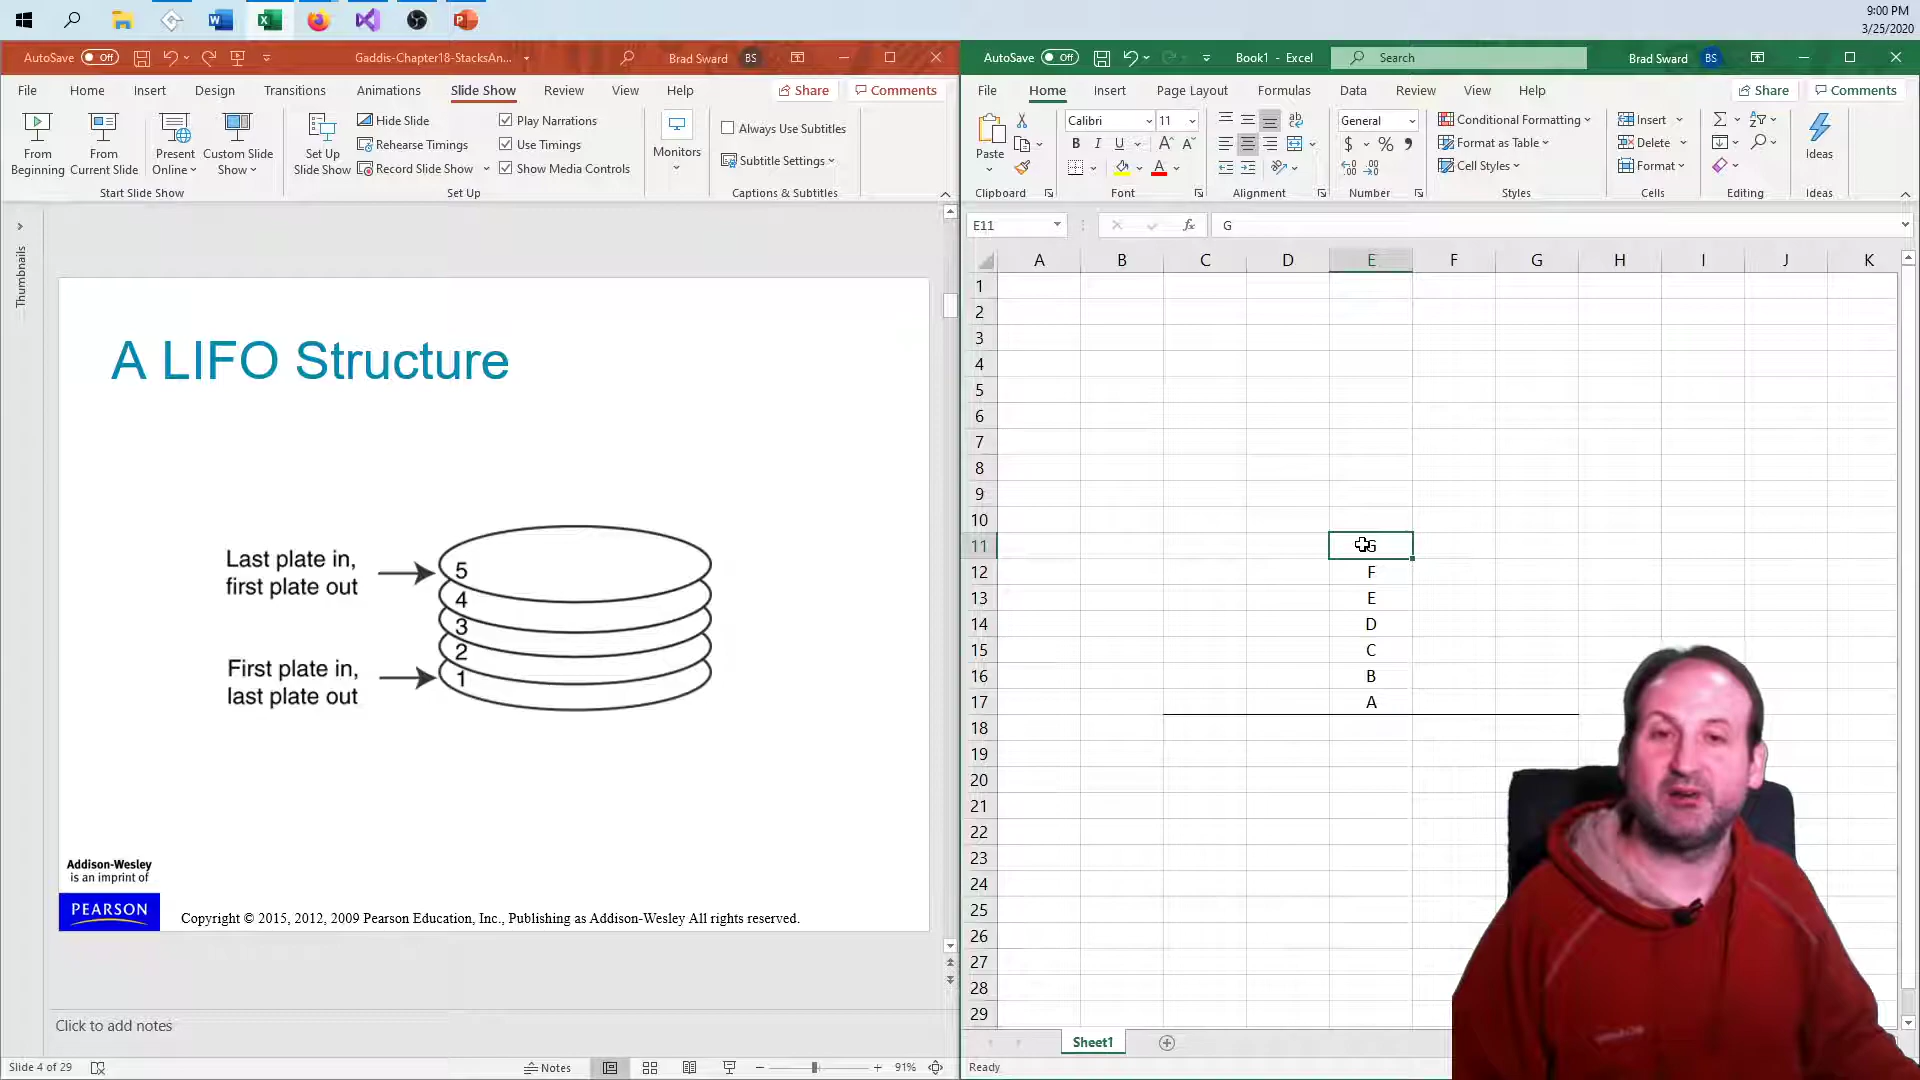 9:00 PM
3/25/2020
AutoSave Off
Gaddis-Chapter18-StacksAn...
Brad Sward BS
File Home Insert Design Transitions Animations Slide Show Review View Help Share Comments
From Beginning
From Current Slide
Present Online
Custom Slide Show
Start Slide Show
Set Up Slide Show
Hide Slide
Rehearse Timings
Record Slide Show
Play Narrations
Use Timings
Show Media Controls
Set Up
Monitors
Always Use Subtitles
Subtitle Settings
Captions & Subtitles
Thumbnails
A LIFO Structure
Last plate in,
first plate out
First plate in,
last plate out
5
4
3
2
1
Addison-Wesley
is an imprint of
PEARSON
Copyright © 2015, 2012, 2009 Pearson Education, Inc., Publishing as Addison-Wesley All rights reserved.
Click to add notes
Slide 4 of 29
Notes
91%
AutoSave Off
Book1 - Excel
Search
Brad Sward BS
File Home Insert Page Layout Formulas Data Review View Help Share Comments
Paste
Clipboard
Calibri 11
B I U
Font
Alignment
General
$ % ,
Number
Conditional Formatting
Format as Table
Cell Styles
Styles
Insert
Delete
Format
Cells
Editing
Ideas
Ideas
E11
fx
G
A B C D E F G H I J K
1
2
3
4
5
6
7
8
9
10
11 G
12 F
13 E
14 D
15 C
16 B
17 A
18
19
20
21
22
23
24
25
26
27
28
29
Sheet1
Ready